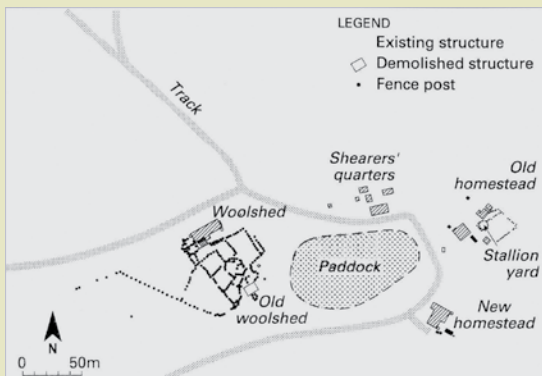 LEGEND
Existing structure
Demolished structure
Fence post
Track
Shearers'
quarters
Old
homestead
Woolshed
Paddock
Stallion
yard
Old
woolshed
New
homestead
N
0 50m